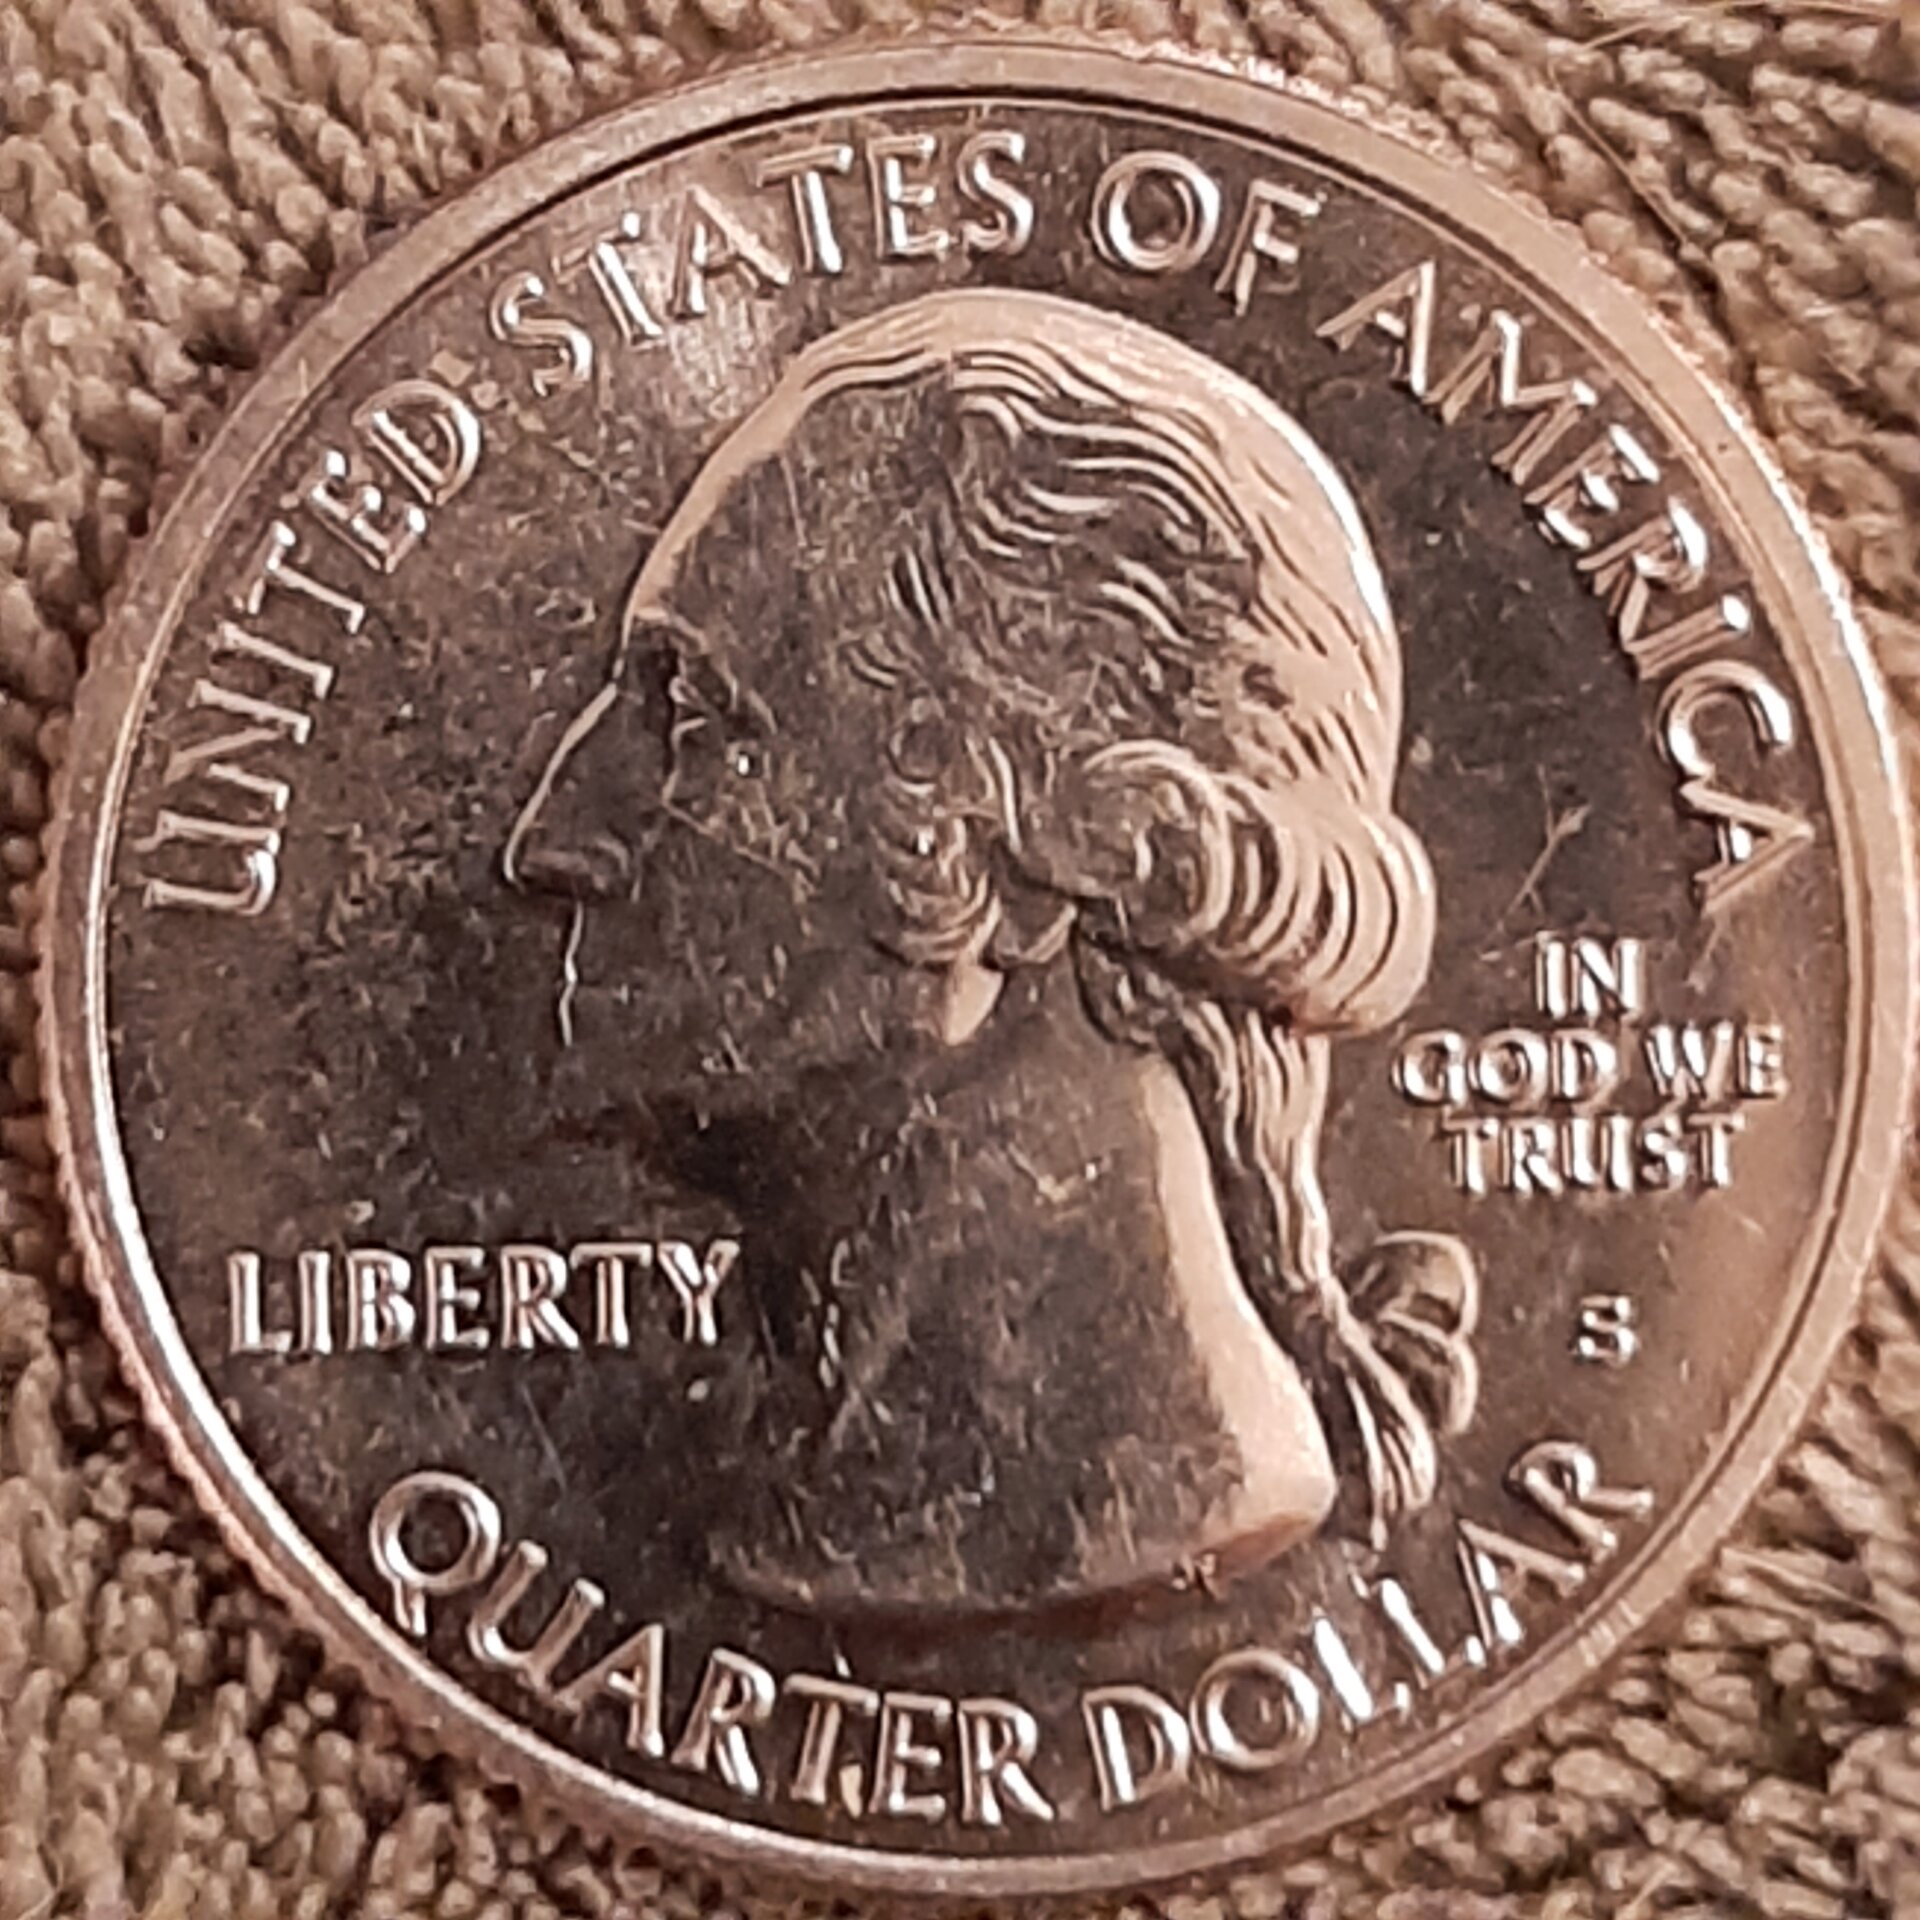 UNITED STATES OF AMERICA
IN
GOD WE
TRUST
LIBERTY
S
QUARTER DOLLAR